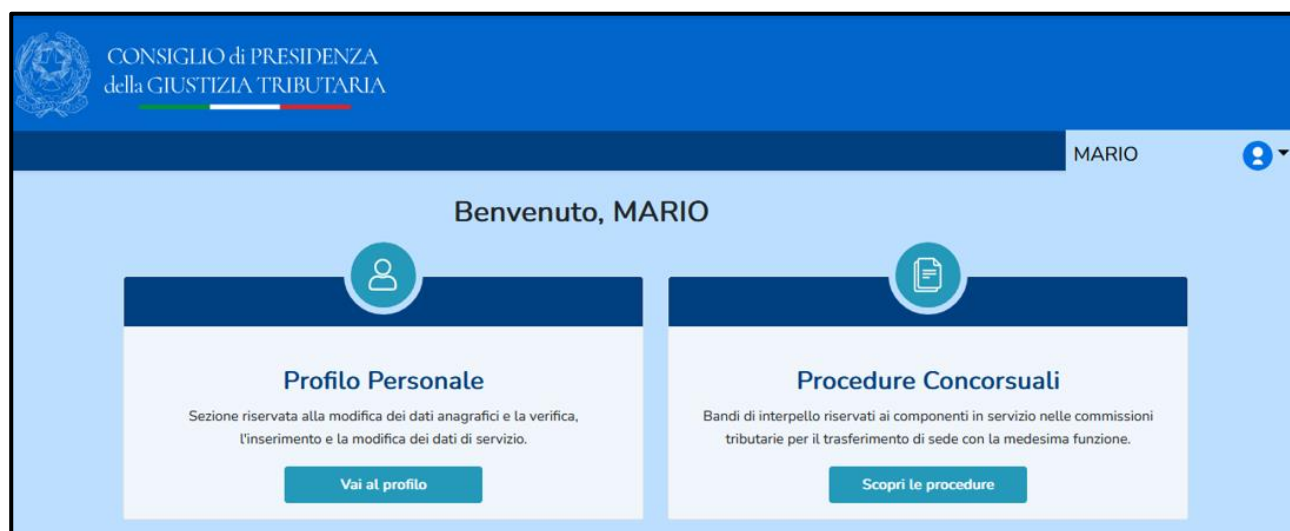 CONSIGLIO di PRESIDENZA
della GIUSTIZIA TRIBUTARIA
MARIO
Benvenuto, MARIO
Profilo Personale
Sezione riservata alla modifica dei dati anagrafici e la verifica,
l'inserimento e la modifica dei dati di servizio.
Vai al profilo
Procedure Concorsuali
Bandi di interpello riservati ai componenti in servizio nelle commissioni
tributarie per il trasferimento di sede con la medesima funzione.
Scopri le procedure